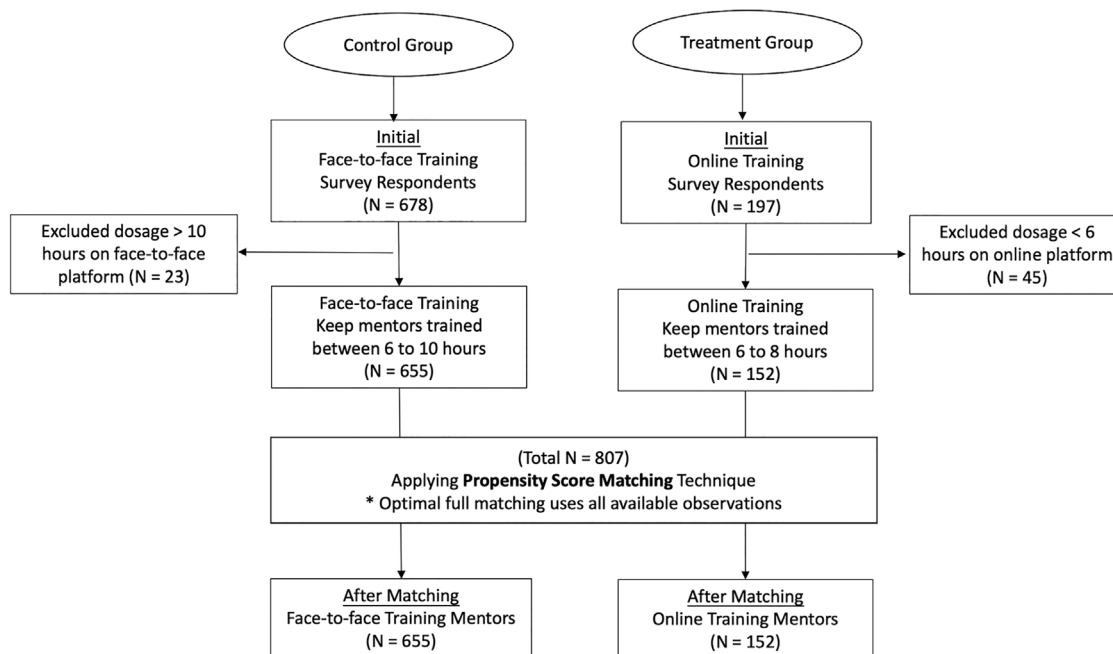 Control Group
Treatment Group
Initial
Face-to-face Training
Survey Respondents
(N = 678)
Initial
Online Training
Survey Respondents
(N = 197)
Excluded dosage > 10
hours on face-to-face
platform (N = 23)
Excluded dosage < 6
hours on online platform
(N = 45)
Face-to-face Training
Keep mentors trained
between 6 to 10 hours
(N = 655)
Online Training
Keep mentors trained
between 6 to 8 hours
(N = 152)
(Total N = 807)
Applying Propensity Score Matching Technique
* Optimal full matching uses all available observations
After Matching
Face-to-face Training Mentors
(N = 655)
After Matching
Online Training Mentors
(N = 152)